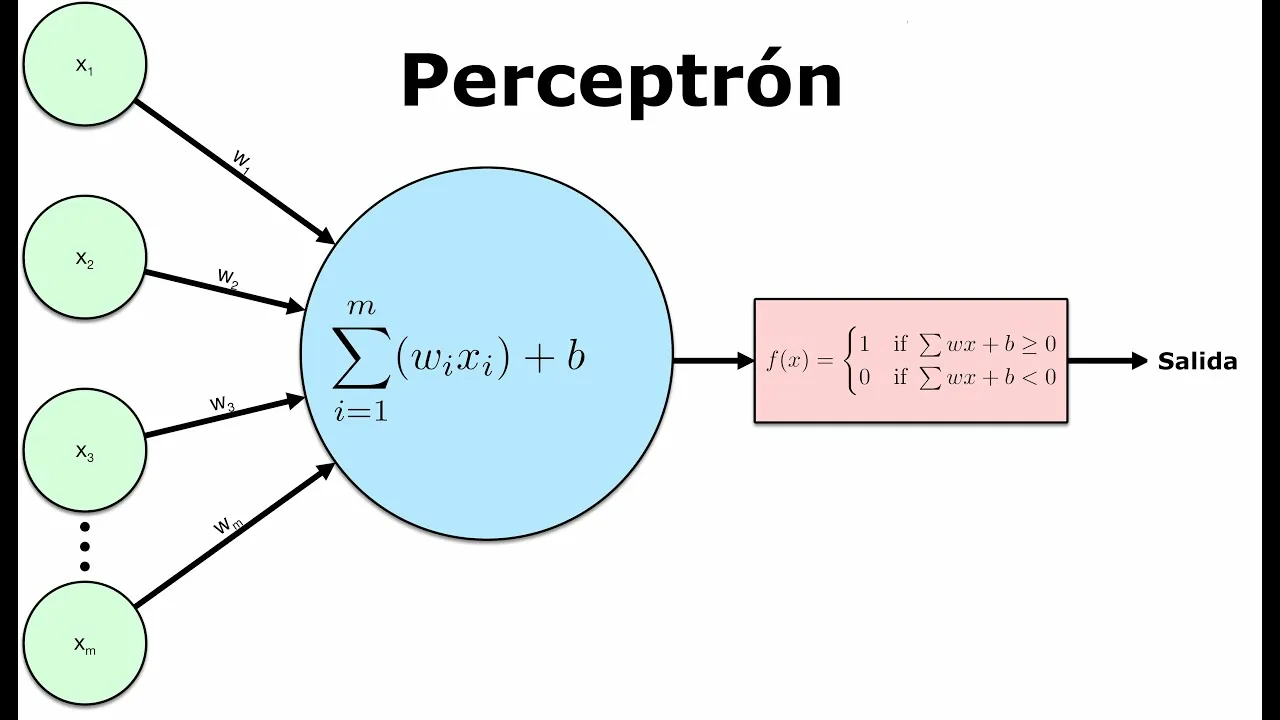 Perceptrón
x₁
w₁
x₂
w₂
x₃
w₃
xₘ
wₘ
m
∑(wᵢxᵢ) + b
i=1
f(x) = { 1 if ∑ wx + b ≥ 0
0 if ∑ wx + b < 0
Salida